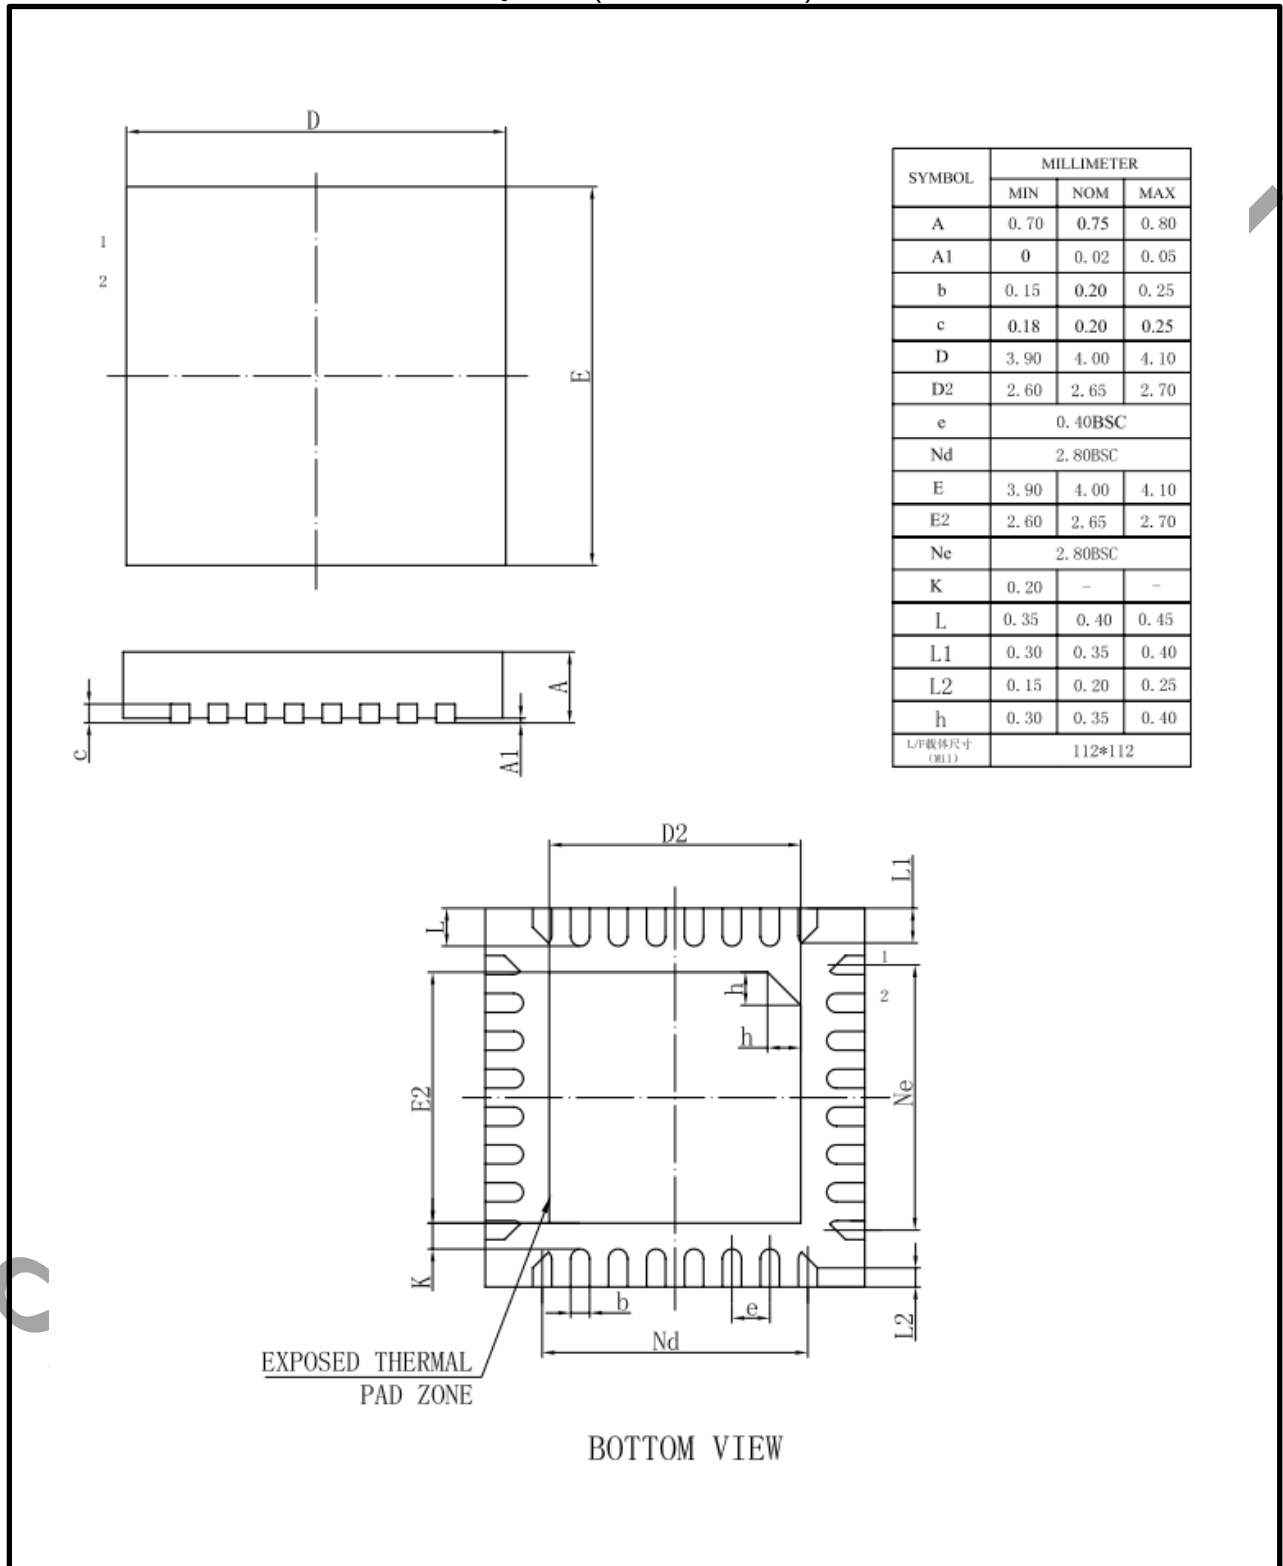 D
1
2
E
A
c
A1
SYMBOL MILLIMETER
MIN NOM MAX
A 0.70 0.75 0.80
A1 0 0.02 0.05
b 0.15 0.20 0.25
c 0.18 0.20 0.25
D 3.90 4.00 4.10
D2 2.60 2.65 2.70
e 0.40BSC
Nd 2.80BSC
E 3.90 4.00 4.10
E2 2.60 2.65 2.70
Ne 2.80BSC
K 0.20 - -
L 0.35 0.40 0.45
L1 0.30 0.35 0.40
L2 0.15 0.20 0.25
h 0.30 0.35 0.40
L/F载体尺寸
(Mil)
112*112
D2
L1
L
1
2
h
h
E2
Ne
K
b
e
L2
Nd
EXPOSED THERMAL
PAD ZONE
BOTTOM VIEW